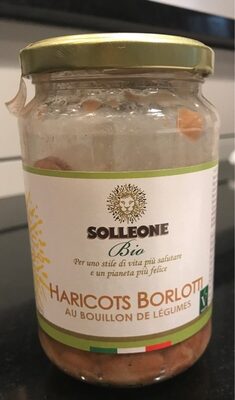 SOLLEONE
Bio
Per uno stile di vita più salutare
e un pianeta più felice
HARICOTS BORLOTTI
AU BOUILLON DE LÉGUMES